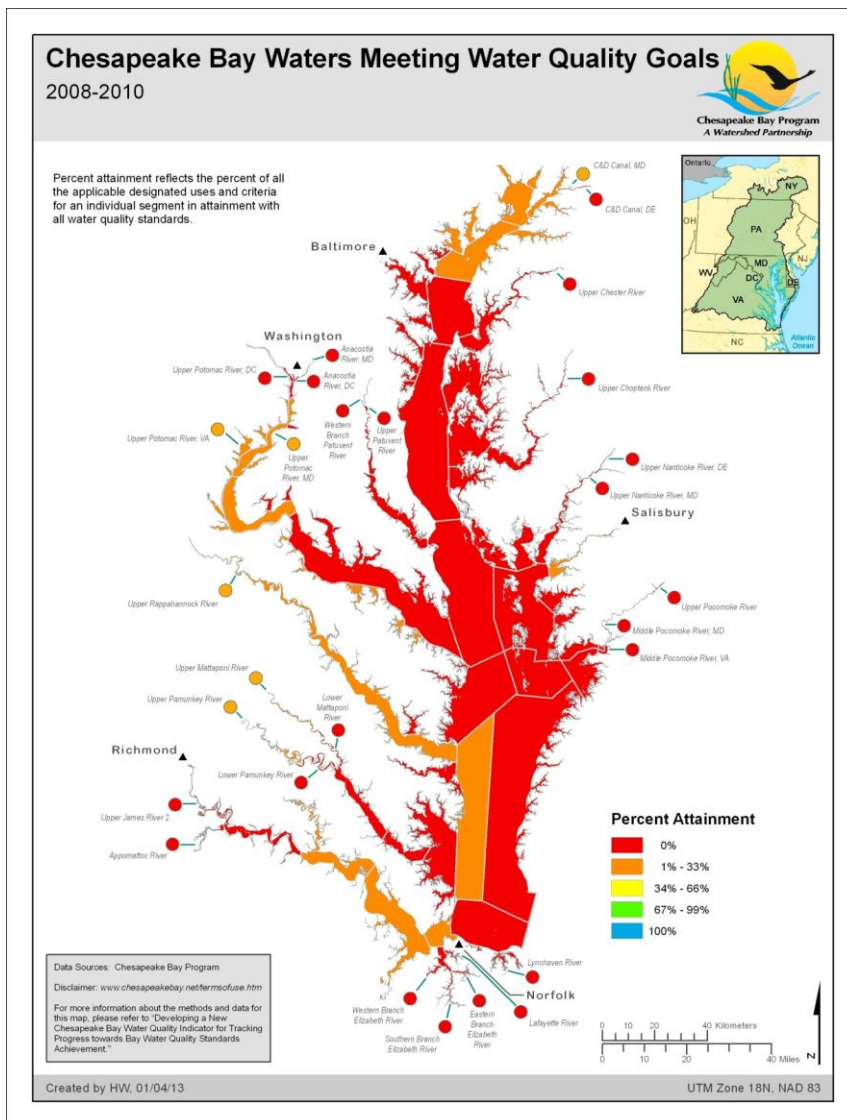 Chesapeake Bay Waters Meeting Water Quality Goals
2008-2010
Chesapeake Bay Program
A Watershed Partnership
Percent attainment reflects the percent of all
the applicable designated uses and criteria
for an individual segment in attainment with
all water quality standards.
C&D Canal, MD
C&D Canal, DE
Ontario
NY
OH
PA
NJ
MD
WV
DC
DE
VA
NC
Atlantic
Ocean
Baltimore
Upper Chester River
Washington
Anacostia
River, MD
Upper Potomac River, DC
Anacostia
River, DC
Upper Choptank River
Western
Branch
Patuxent
River
Upper
Patuxent
River
Upper Potomac River, VA
Upper
Potomac
River, MD
Upper Nanticoke River, DE
Upper Nanticoke River, MD
Salisbury
Upper Rappahannock River
Upper Pocomoke River
Middle Pocomoke River, MD
Middle Pocomoke River, VA
Upper Mattaponi River
Upper Pamunkey River
Lower
Mattaponi
River
Richmond
Lower Pamunkey River
Upper James River 2
Appomattox River
Percent Attainment
0%
1% - 33%
34% - 66%
67% - 99%
100%
Lynnhaven River
Norfolk
Western Branch
Elizabeth River
Eastern
Branch
Elizabeth
River
Lafayette River
Southern Branch
Elizabeth River
Data Sources: Chesapeake Bay Program
Disclaimer: www.chesapeakebay.net/termsofuse.htm
For more information about the methods and data for
this map, please refer to "Developing a New
Chesapeake Bay Water Quality Indicator for Tracking
Progress towards Bay Water Quality Standards
Achievement."
40 Kilometers
0 10 20
0 10 20 40 Miles
N
Created by HW, 01/04/13
UTM Zone 18N, NAD 83